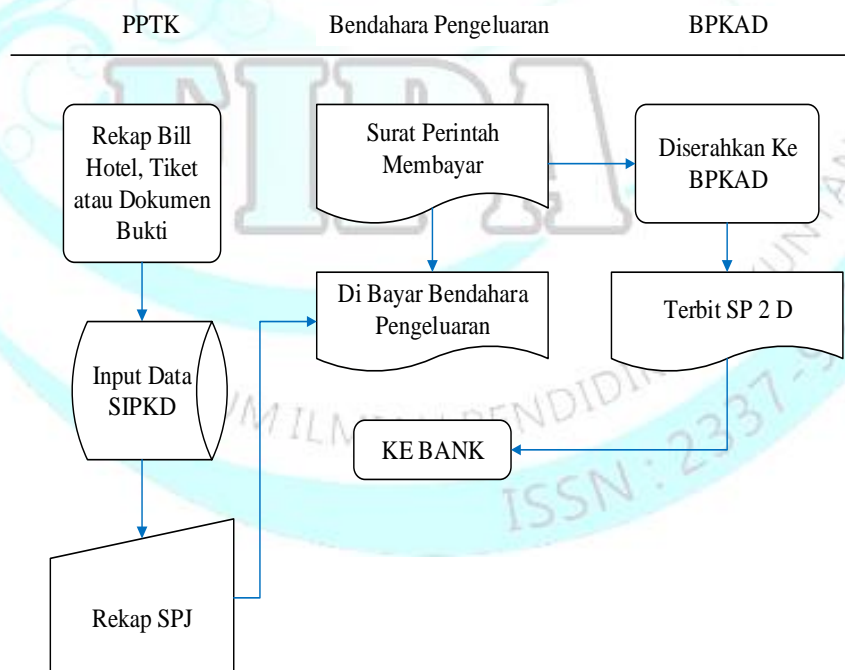 PPTK
Bendahara Pengeluaran
BPKAD
Rekap Bill
Hotel, Tiket
atau Dokumen
Bukti
Surat Perintah
Membayar
Diserahkan Ke
BPKAD
Di Bayar Bendahara
Pengeluaran
Terbit SP 2 D
Input Data
SIPKD
KE BANK
ISSN : 2337-9
Rekap SPJ